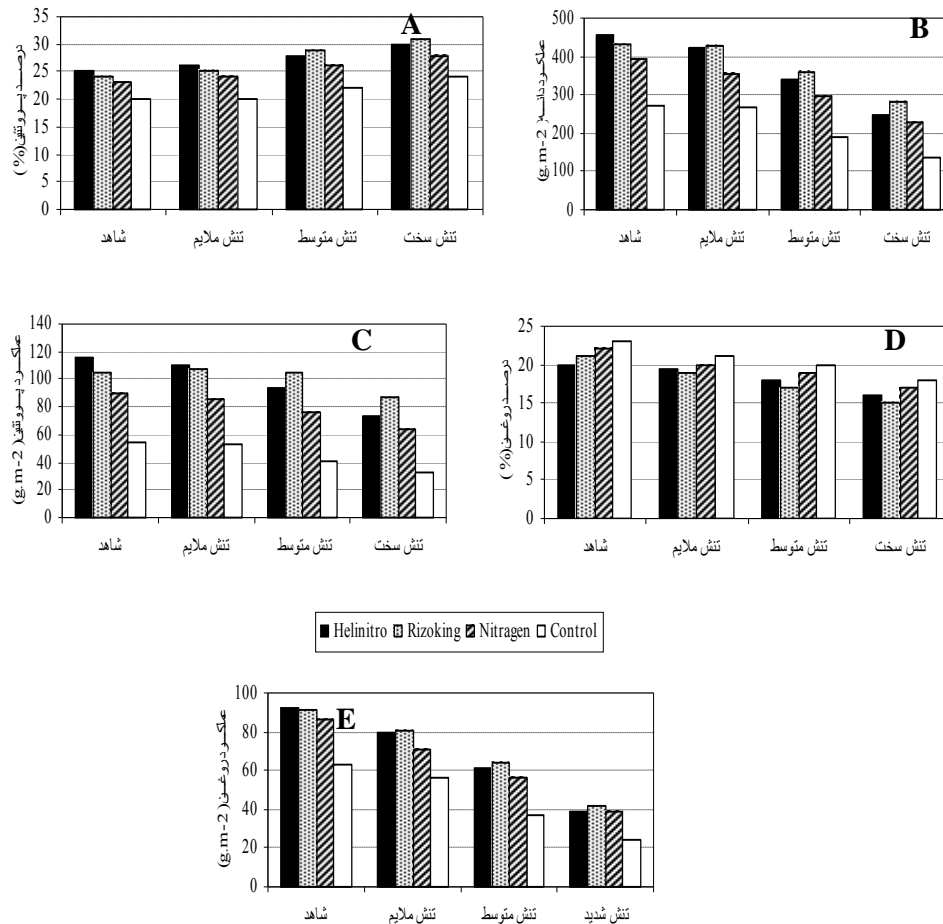 A
درصد پروتئین (%)
35
30
25
20
15
10
5
0
شاهد تنش ملایم تنش متوسط تنش سخت
B
عملکرد دانه (g.m-2)
500
400
300
200
100
0
شاهد تنش ملایم تنش متوسط تنش سخت
C
عملکرد پروتئین (g.m-2)
140
120
100
80
60
40
20
0
شاهد تنش ملایم تنش متوسط تنش سخت
D
درصد روغن (%)
25
20
15
10
5
0
شاهد تنش ملایم تنش متوسط تنش سخت
Helinitro Rizoking Nitragen Control
E
عملکرد روغن (g.m-2)
100
80
60
40
20
0
شاهد تنش ملایم تنش متوسط تنش شدید